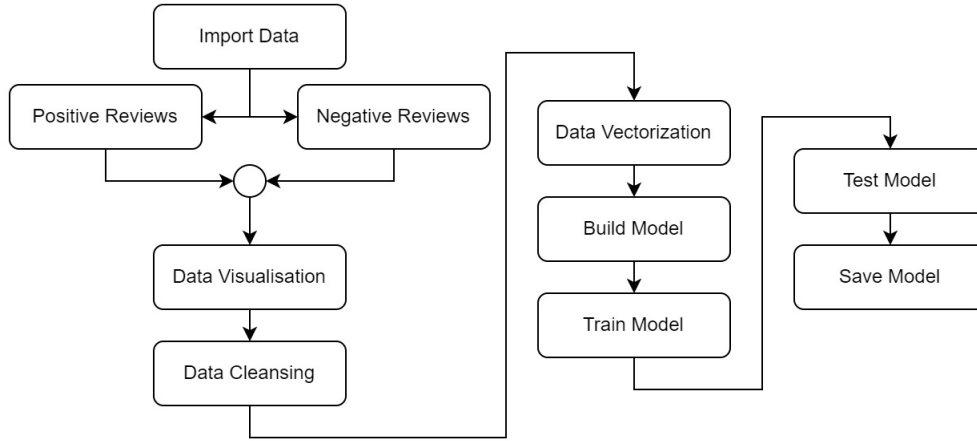 Import Data
Positive Reviews
Negative Reviews
Data Visualisation
Data Cleansing
Data Vectorization
Build Model
Train Model
Test Model
Save Model